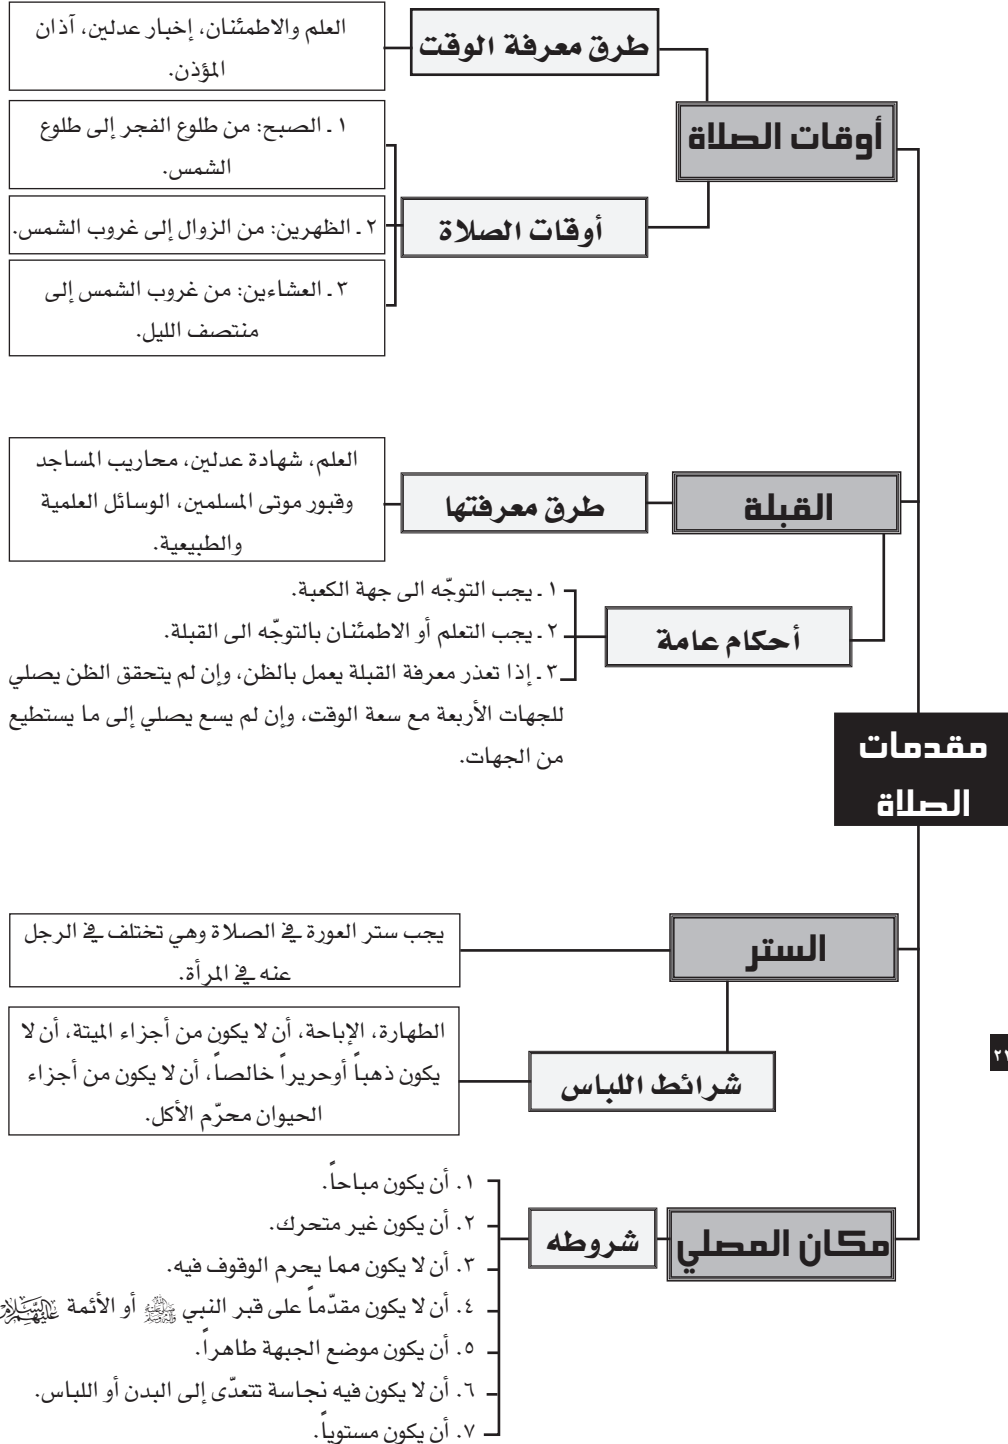 مقدمات
الصلاة
أوقات الصلاة
طرق معرفة الوقت
العلم والاطمئنان، إخبار عدلين، آذان
المؤذن.
أوقات الصلاة
١ ـ الصبح: من طلوع الفجر إلى طلوع
الشمس.
٢ ـ الظهرين: من الزوال إلى غروب الشمس.
٣ ـ العشاءين: من غروب الشمس إلى
منتصف الليل.
القبلة
طرق معرفتها
العلم، شهادة عدلين، محاريب المساجد
وقبور موتى المسلمين، الوسائل العلمية
والطبيعية.
أحكام عامة
١ ـ يجب التوجّه الى جهة الكعبة.
٢ ـ يجب التعلم أو الاطمئنان بالتوجّه الى القبلة.
٣ ـ إذا تعذر معرفة القبلة يعمل بالظن، وإن لم يتحقق الظن يصلي
للجهات الأربعة مع سعة الوقت، وإن لم يسع يصلي إلى ما يستطيع
من الجهات.
الستر
يجب ستر العورة في الصلاة وهي تختلف في الرجل
عنه في المرأة.
شرائط اللباس
الطهارة، الإباحة، أن لا يكون من أجزاء الميتة، أن لا
يكون ذهباً أوحريراً خالصاً، أن لا يكون من أجزاء
الحيوان محرّم الأكل.
مكان المصلي
شروطه
١. أن يكون مباحاً.
٢. أن يكون غير متحرك.
٣. أن لا يكون مما يحرم الوقوف فيه.
٤. أن لا يكون مقدّماً على قبر النبي ﷺ أو الأئمة عليهم السلام
٥. أن يكون موضع الجبهة طاهراً.
٦. أن لا يكون فيه نجاسة تتعدّى إلى البدن أو اللباس.
٧. أن يكون مستوياً.